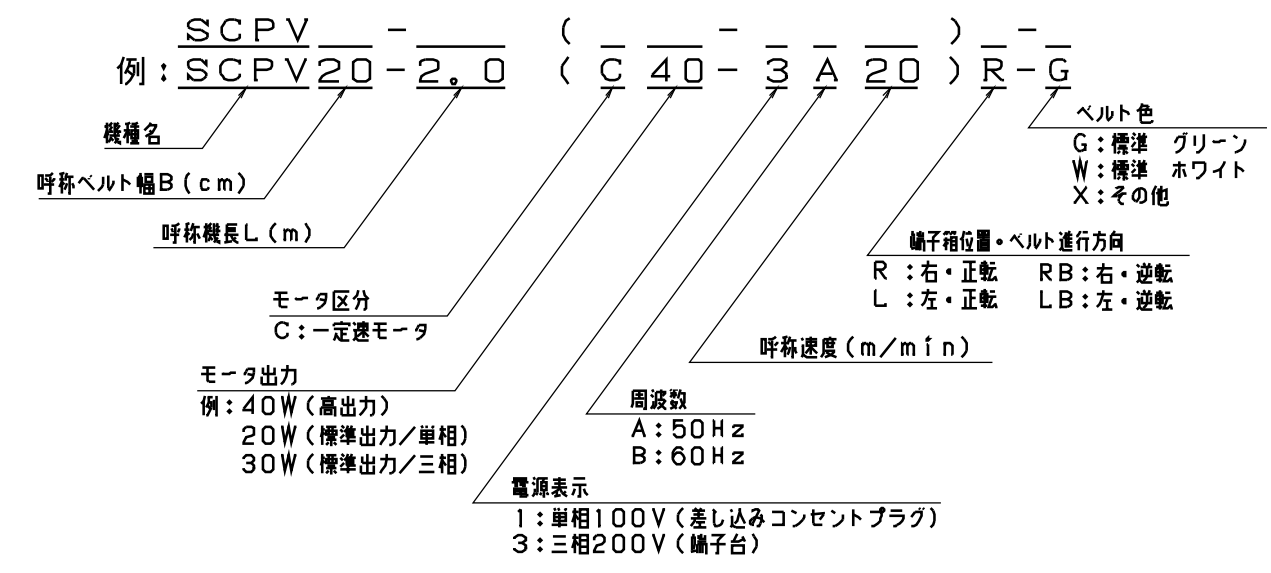 SCPV - ( - ) -
例：SCPV20-2.0 (C40-3A20)R-G
機種名
呼称ベルト幅B(cm)
呼称機長L(m)
モータ区分
C：一定速モータ
モータ出力
例：40W(高出力)
20W(標準出力/単相)
30W(標準出力/三相)
電源表示
1：単相100V(差し込みコンセントプラグ)
3：三相200V(端子台)
周波数
A：50Hz
B：60Hz
呼称速度(m/min)
端子箱位置・ベルト進行方向
R：右・正転 RB：右・逆転
L：左・正転 LB：左・逆転
ベルト色
G：標準 グリーン
W：標準 ホワイト
X：その他